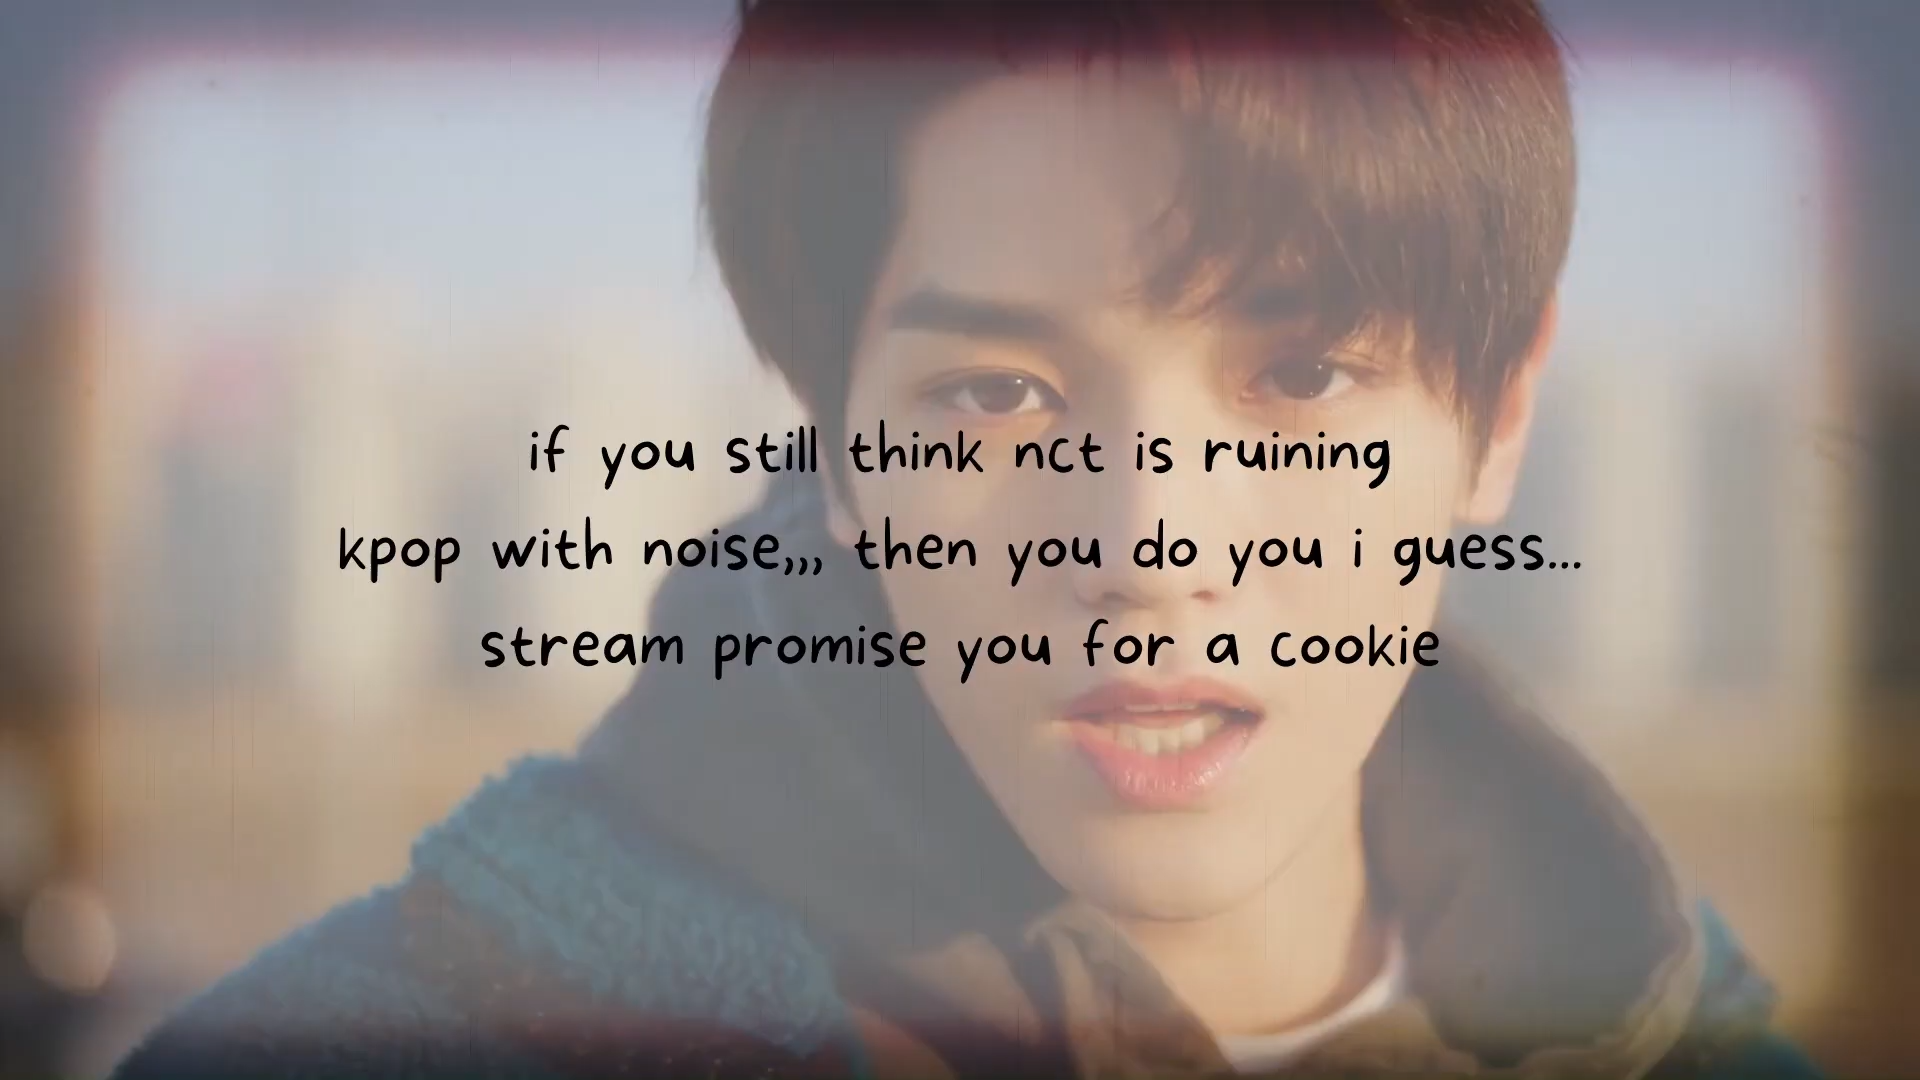 if you still think nct is ruining
kpop with noise,,, then you do you i guess...
stream promise you for a cookie